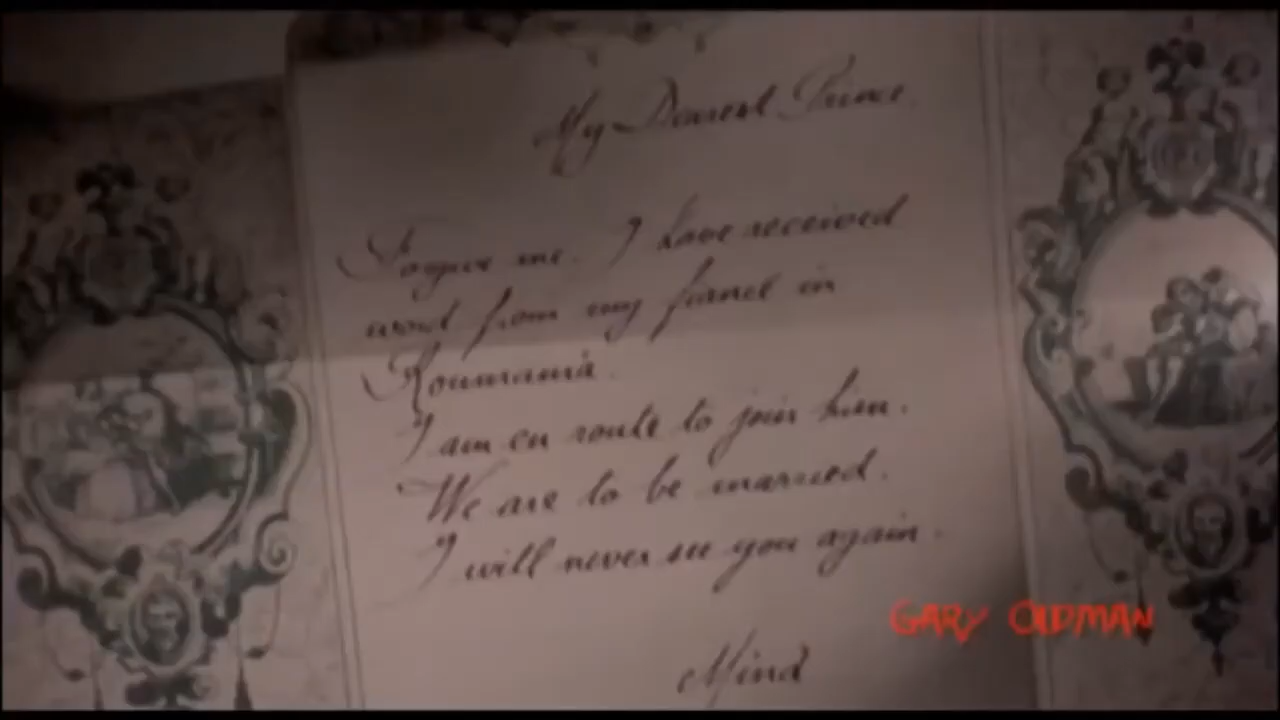 My Dearest Prince.
Forgive me. I have received
word from my fiancé in
Roumania.
I am en route to join him.
We are to be married.
I will never see you again.
GARY OLDMAN
Mina